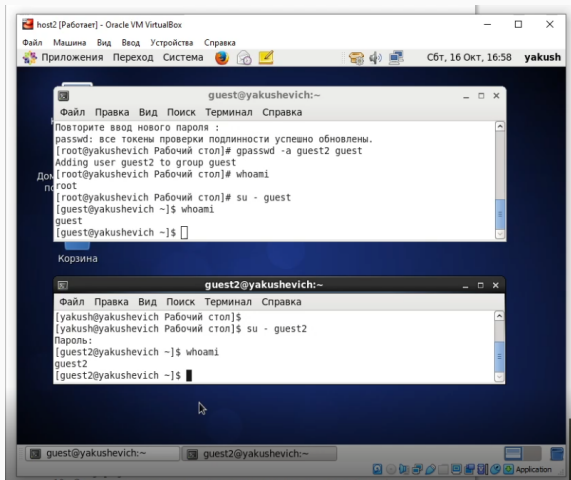 host2 [Работает] - Oracle VM VirtualBox
Файл Машина Вид Ввод Устройства Справка
Приложения Переход Система Сбт, 16 Окт, 16:58 yakush
guest@yakushevich:~
Файл Правка Вид Поиск Терминал Справка
Повторите ввод нового пароля :
passwd: все токены проверки подлинности успешно обновлены.
[root@yakushevich Рабочий стол]# gpasswd -a guest2 guest
Adding user guest2 to group guest
[root@yakushevich Рабочий стол]# whoami
root
[root@yakushevich Рабочий стол]# su - guest
[guest@yakushevich ~]$ whoami
guest
[guest@yakushevich ~]$
Корзина
guest2@yakushevich:~
Файл Правка Вид Поиск Терминал Справка
[yakush@yakushevich Рабочий стол]$
[yakush@yakushevich Рабочий стол]$ su - guest2
Пароль:
[guest2@yakushevich ~]$ whoami
guest2
[guest2@yakushevich ~]$
guest@yakushevich:~ guest2@yakushevich:~
Application